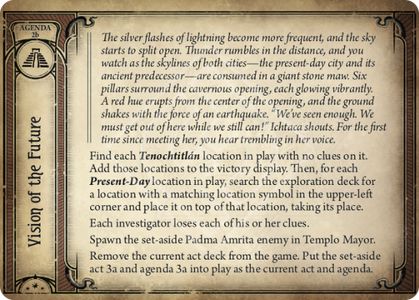 AGENDA
2b
Vision of the Future
The silver flashes of lightning become more frequent, and the sky
starts to split open. Thunder rumbles in the distance, and you
watch as the skylines of both cities—the present-day city and its
ancient predecessor—are consumed in a giant stone maw. Six
pillars surround the cavernous opening, each glowing vibrantly.
A red hue erupts from the center of the opening, and the ground
shakes with the force of an earthquake. “We’ve seen enough. We
must get out of here while we still can!” Ichtaca shouts. For the first
time since meeting her, you hear trembling in her voice.
Find each Tenochtitlán location in play with no clues on it.
Add those locations to the victory display. Then, for each
Present-Day location in play, search the exploration deck for
a location with a matching location symbol in the upper-left
corner and place it on top of that location, taking its place.
Each investigator loses each of his or her clues.
Spawn the set-aside Padma Amrita enemy in Templo Mayor.
Remove the current act deck from the game. Put the set-aside
act 3a and agenda 3a into play as the current act and agenda.